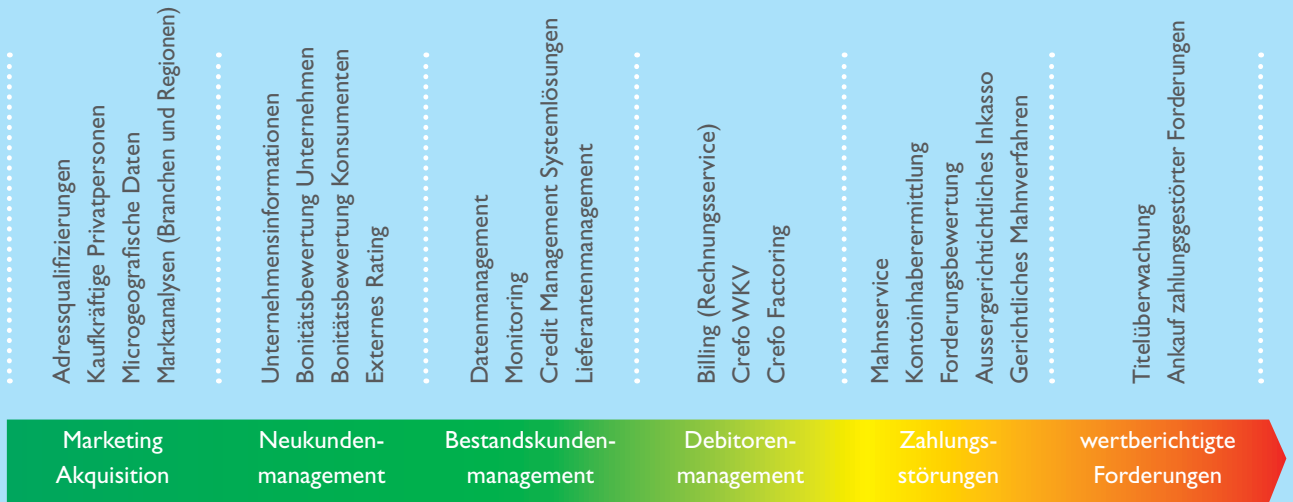 Adressqualifizierungen
Kaufkräftige Privatpersonen
Microgeografische Daten
Marktanalysen (Branchen und Regionen)
Unternehmensinformationen
Bonitätsbewertung Unternehmen
Bonitätsbewertung Konsumenten
Externes Rating
Datenmanagement
Monitoring
Credit Management Systemlösungen
Lieferantenmanagement
Billing (Rechnungsservice)
Crefo WKV
Crefo Factoring
Mahnservice
Kontoinhaberermittlung
Forderungsbewertung
Aussergerichtichtliches Inkasso
Gerichtliches Mahnverfahren
Titelüberwachung
Ankauf zahlungsgestörter Forderungen
Marketing
Akquisition
Neukunden-
management
Bestandskunden-
management
Debitoren-
management
Zahlungs-
störungen
wertberichtigte
Forderungen